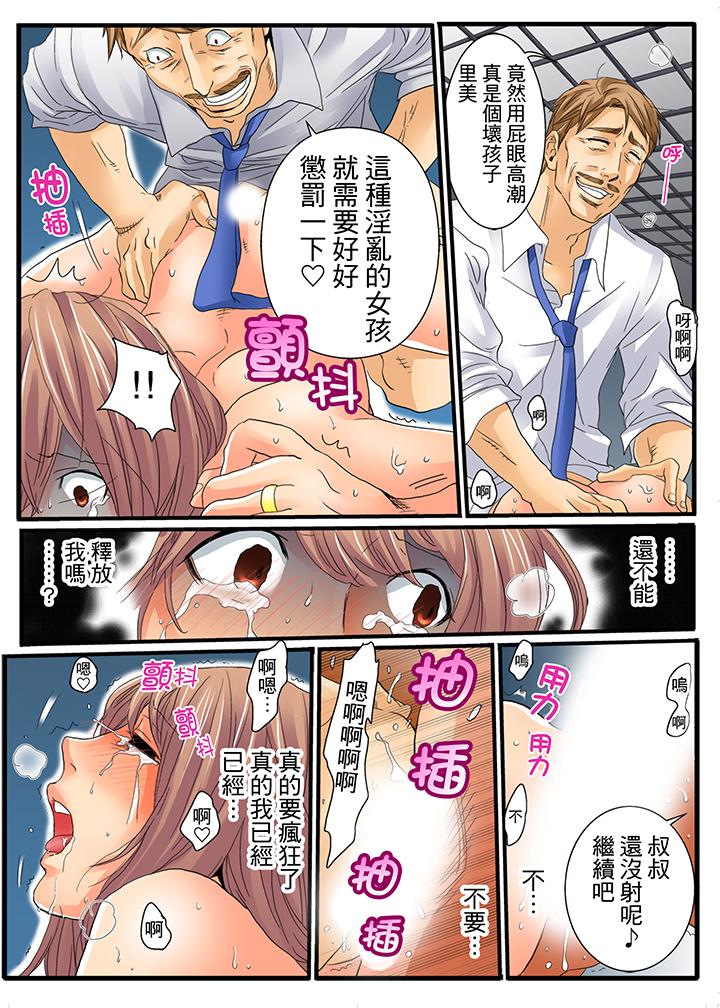 竟然用屁眼高潮
真是個壞孩子
里美
呼
呀啊啊
啊
啊
這種淫亂的女孩
就需要好好
懲罰一下♡
抽插
顫抖
!!
……
還不能
釋放
我嗎
……?
嗚
嗚啊
用力
用力
叔叔
還沒射呢♪
繼續吧
不
不…
抽插
嗯啊啊啊啊
抽插
不要…
啊嗯…
嗯♡
顫抖
顫抖
真的要瘋狂了
真的我已經
已經…
啊♡
啊